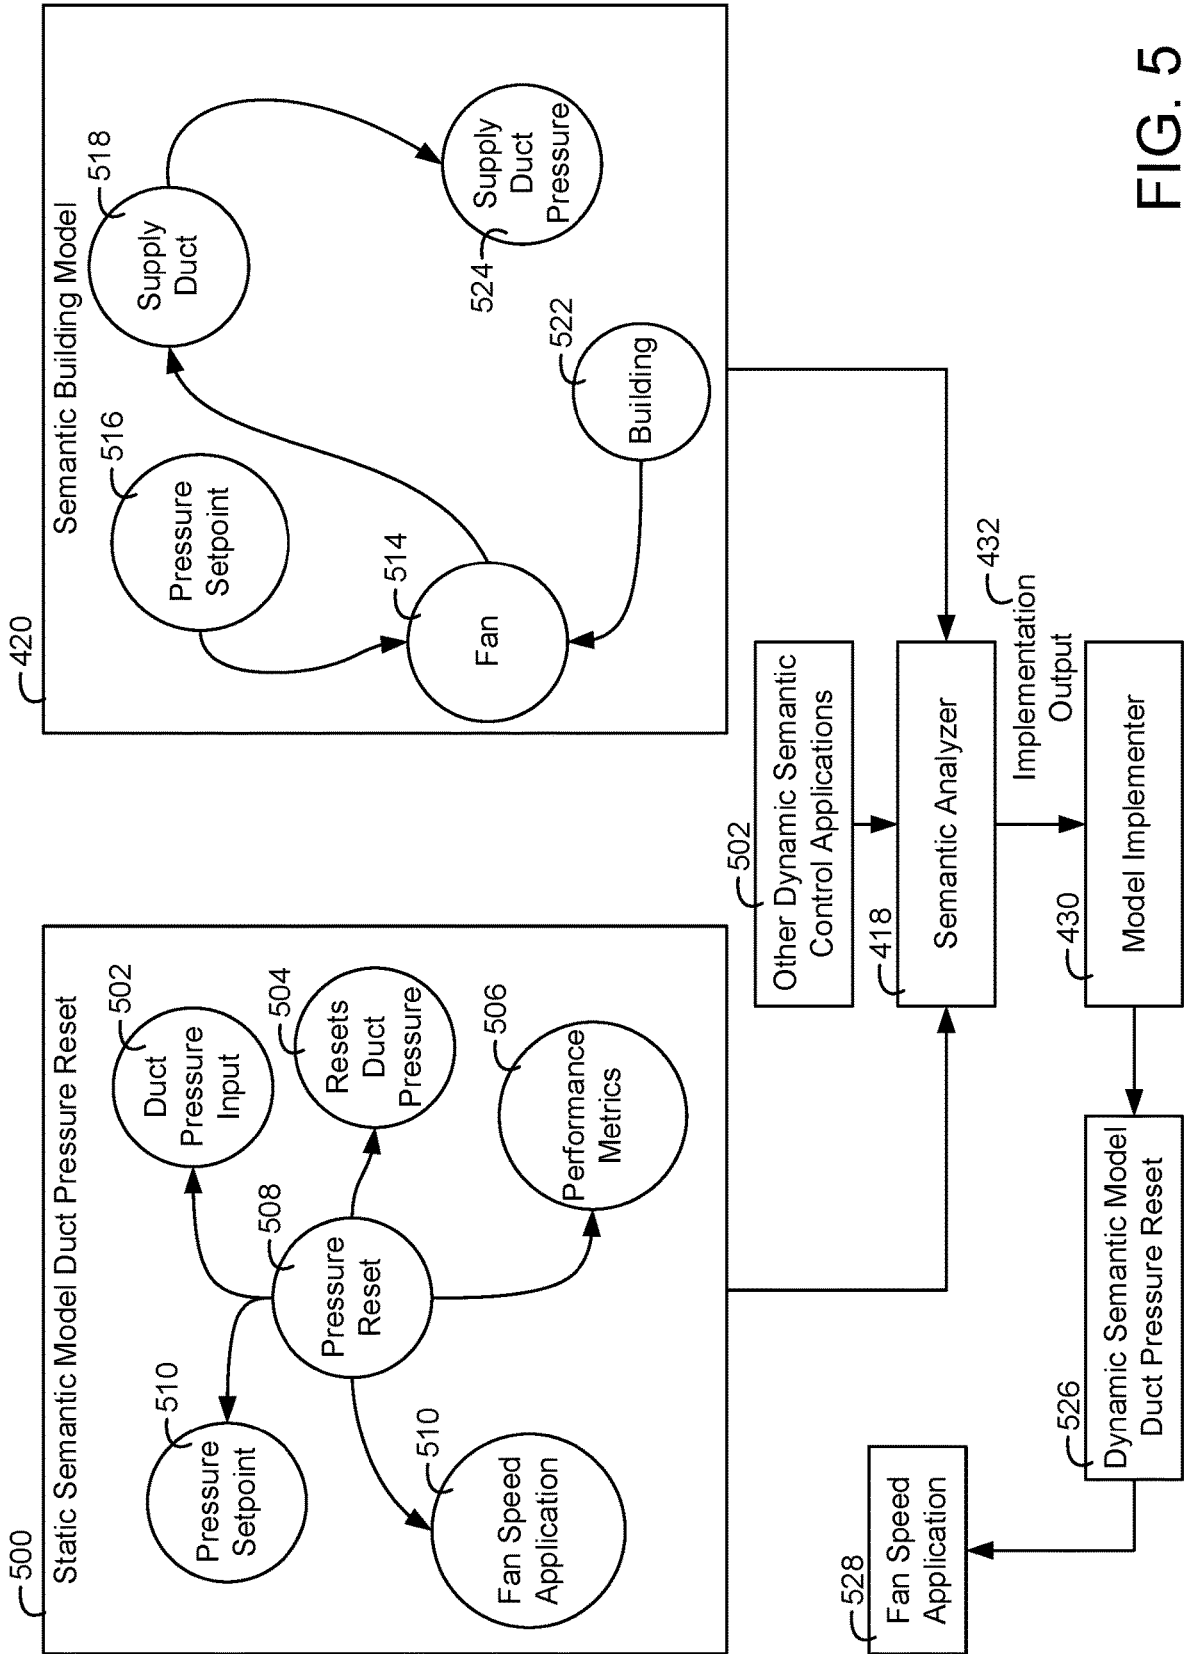 500
Static Semantic Model Duct Pressure Reset
510
Pressure
Setpoint
502
Duct
Pressure
Input
508
Pressure
Reset
504
Resets
Duct
Pressure
510
Fan Speed
Application
506
Performance
Metrics
420
Semantic Building Model
516
Pressure
Setpoint
518
Supply
Duct
514
Fan
524
Supply
Duct
Pressure
522
Building
502
Other Dynamic Semantic
Control Applications
418
Semantic Analyzer
Implementation
Output
432
430
Model Implementer
528
Fan Speed
Application
526
Dynamic Semantic Model
Duct Pressure Reset
FIG. 5